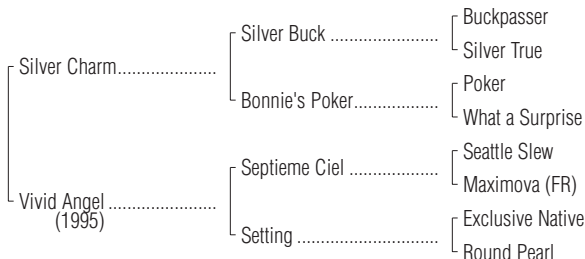 Buckpasser
Silver Buck ....................
Silver True
Silver Charm.....................
Poker
Bonnie's Poker.................
What a Surprise
Seattle Slew
Septieme Ciel ..................
Maximova (FR)
Vivid Angel ......................
(1995)
Exclusive Native
Setting .............................
Round Pearl